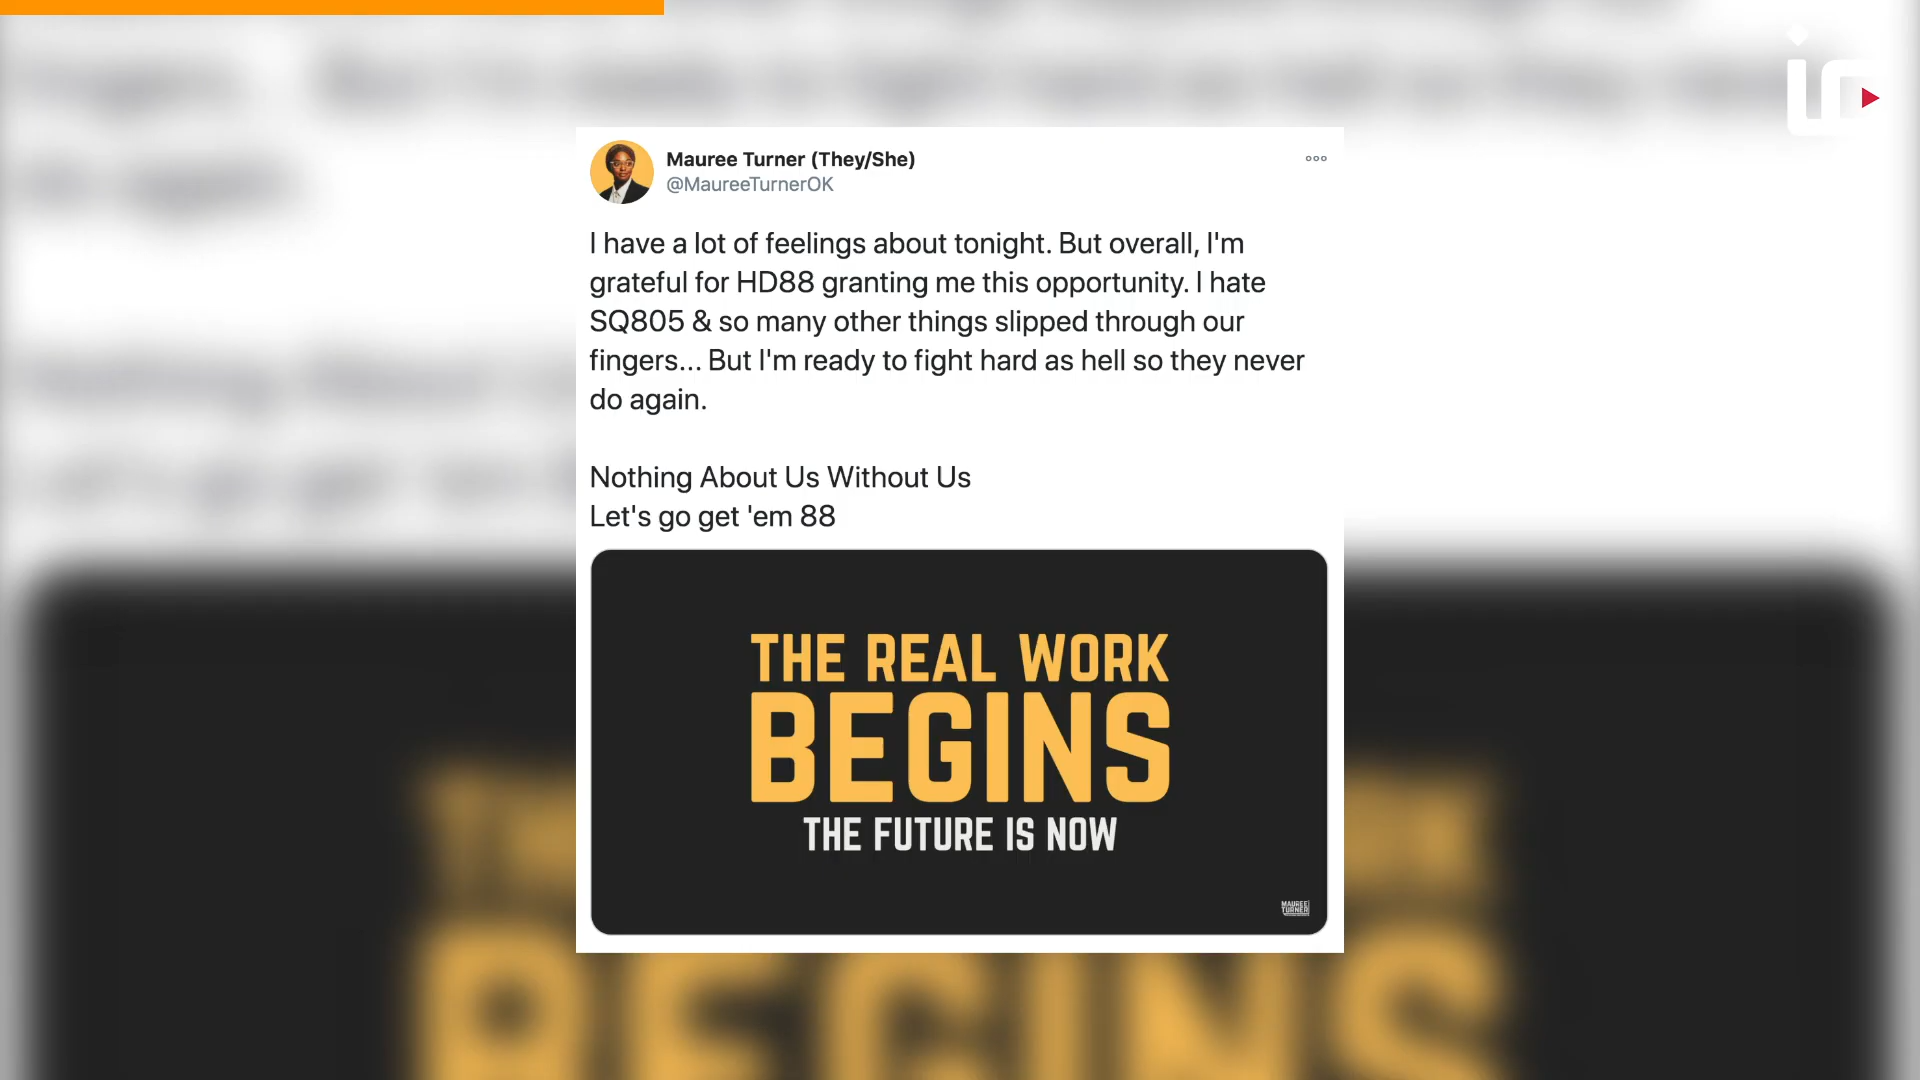 Mauree Turner (They/She)
@MaureeTurnerOK
I have a lot of feelings about tonight. But overall, I'm
grateful for HD88 granting me this opportunity. I hate
SQ805 & so many other things slipped through our
fingers... But I'm ready to fight hard as hell so they never
do again.
Nothing About Us Without Us
Let's go get 'em 88
THE REAL WORK
BEGINS
THE FUTURE IS NOW
MAUREE
TURNER